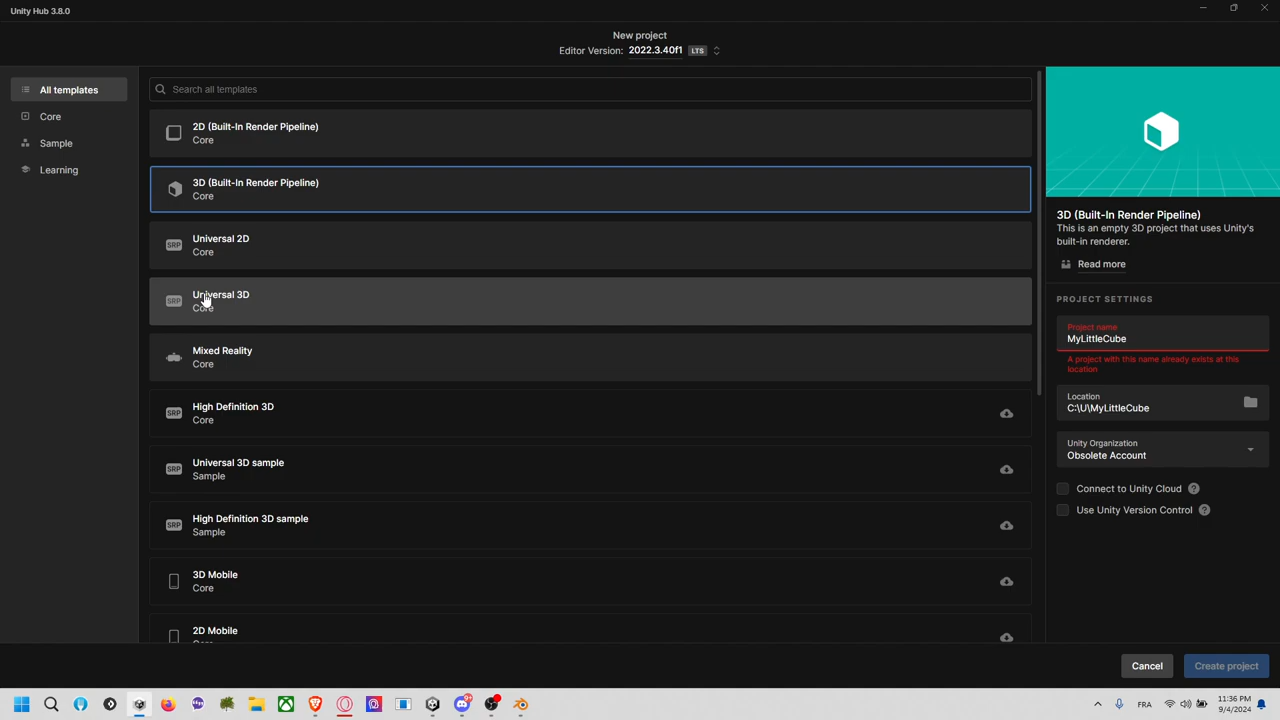 Unity Hub 3.8.0
New project
Editor Version: 2022.3.40f1 LTS
All templates
Core
Sample
Learning
Search all templates
2D (Built-In Render Pipeline)
Core
3D (Built-In Render Pipeline)
Core
SRP
Universal 2D
Core
SRP
Universal 3D
Core
Mixed Reality
Core
SRP
High Definition 3D
Core
SRP
Universal 3D sample
Sample
SRP
High Definition 3D sample
Sample
3D Mobile
Core
2D Mobile
Core
3D (Built-In Render Pipeline)
This is an empty 3D project that uses Unity's
built-in renderer.
Read more
PROJECT SETTINGS
Project name
MyLittleCube
A project with this name already exists at this
location
Location
C:\U\MyLittleCube
Unity Organization
Obsolete Account
Connect to Unity Cloud ?
Use Unity Version Control ?
Cancel
Create project
FRA
11:36 PM
9/4/2024